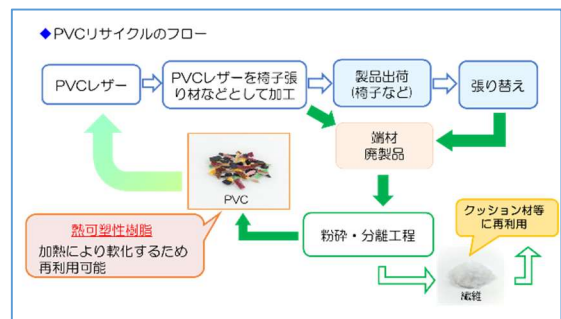 ◆PVCリサイクルのフロー
PVCレザー
PVCレザーを椅子張
り材などとして加工
製品出荷
(椅子など)
張り替え
端材
廃製品
PVC
熱可塑性樹脂
加熱により軟化するため
再利用可能
粉砕・分離工程
クッション材等
に再利用
繊維